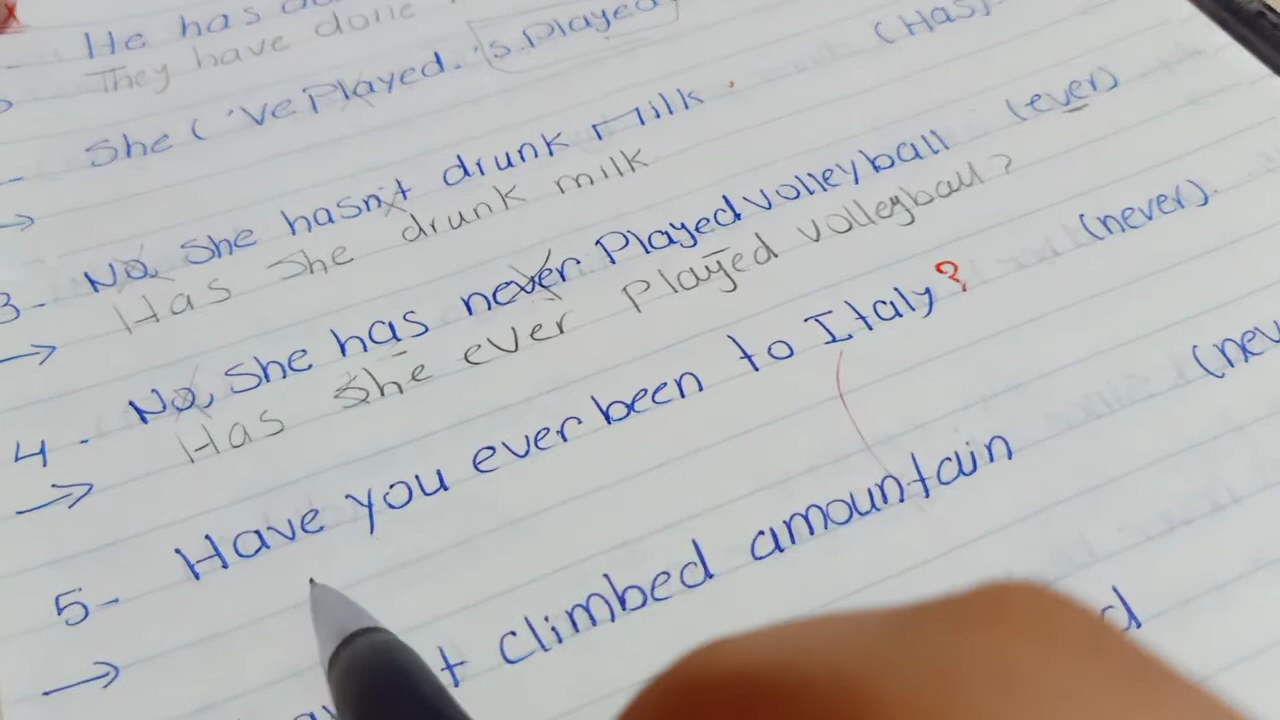 He has
They have done
She ('ve Played. 's. Played (Has).
3- No, She hasn't drunk Milk.
→ Has She drunk milk
4- No, She has never Played volleyball (ever)
→ Has She ever played volleyball?
5- Have you ever been to Italy? (never).
→ t climbed amountain (nev
d